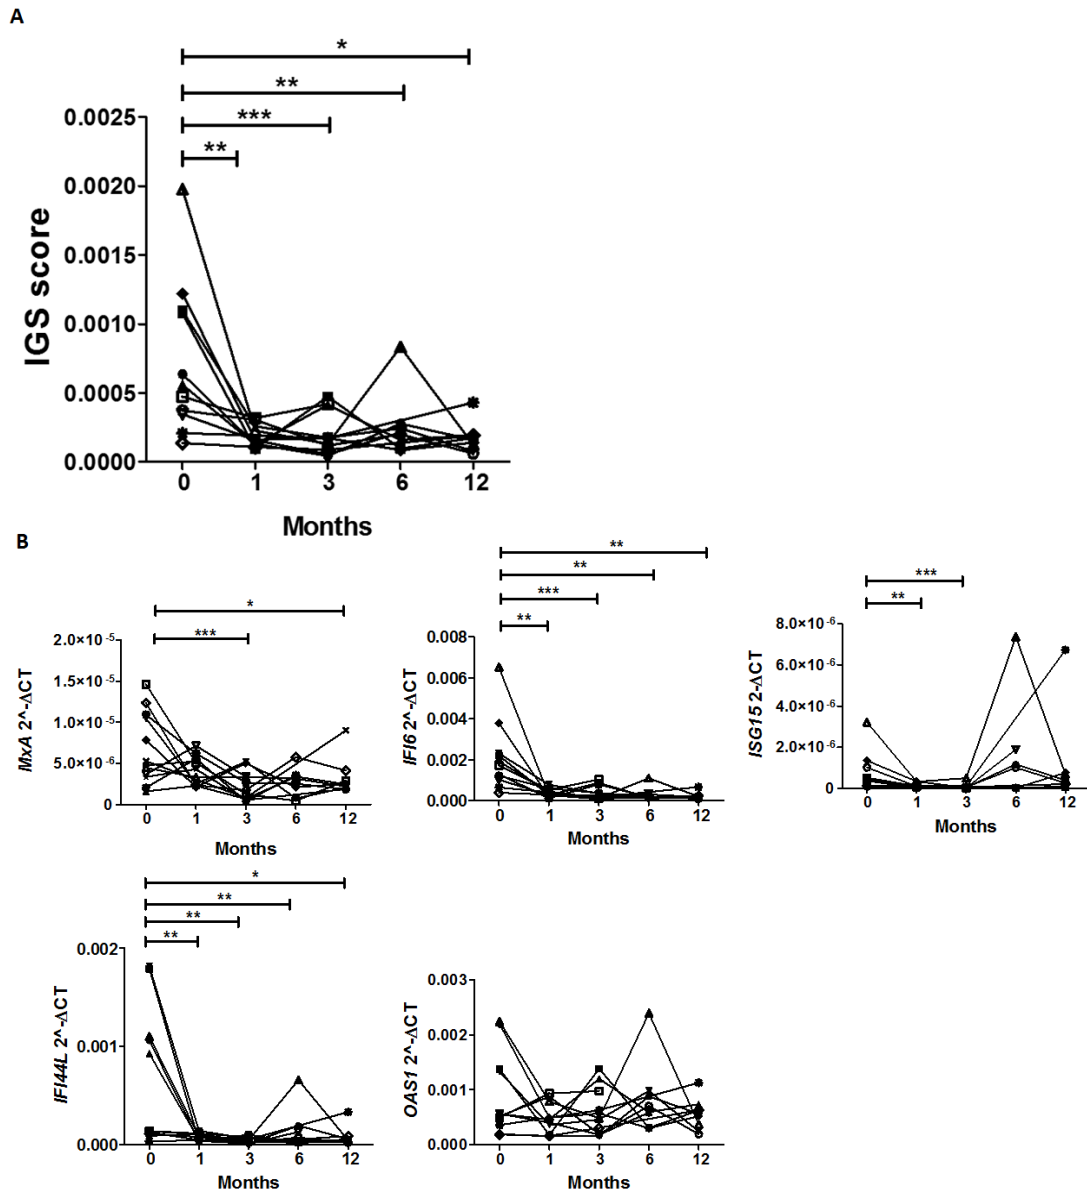 A
*
**
***
**
0.0025
0.0020
0.0015
0.0010
0.0005
0.0000
IGS score
0 1 3 6 12
Months
B
*
***
2.0×10 -5
1.5×10 -5
1.0×10 -5
5.0×10 -6
0
MxA 2^-ΔCT
0 1 3 6 12
Months
**
**
***
**
0.008
0.006
0.004
0.002
0.000
IFI6 2^-ΔCT
0 1 3 6 12
Months
***
**
8.0×10 -6
6.0×10 -6
4.0×10 -6
2.0×10 -6
0
ISG15 2-ΔCT
0 1 3 6 12
Months
*
**
**
**
0.002
0.001
0.000
IFI44L 2^-ΔCT
0 1 3 6 12
Months
0.003
0.002
0.001
0.000
OAS1 2^-ΔCT
0 1 3 6 12
Months